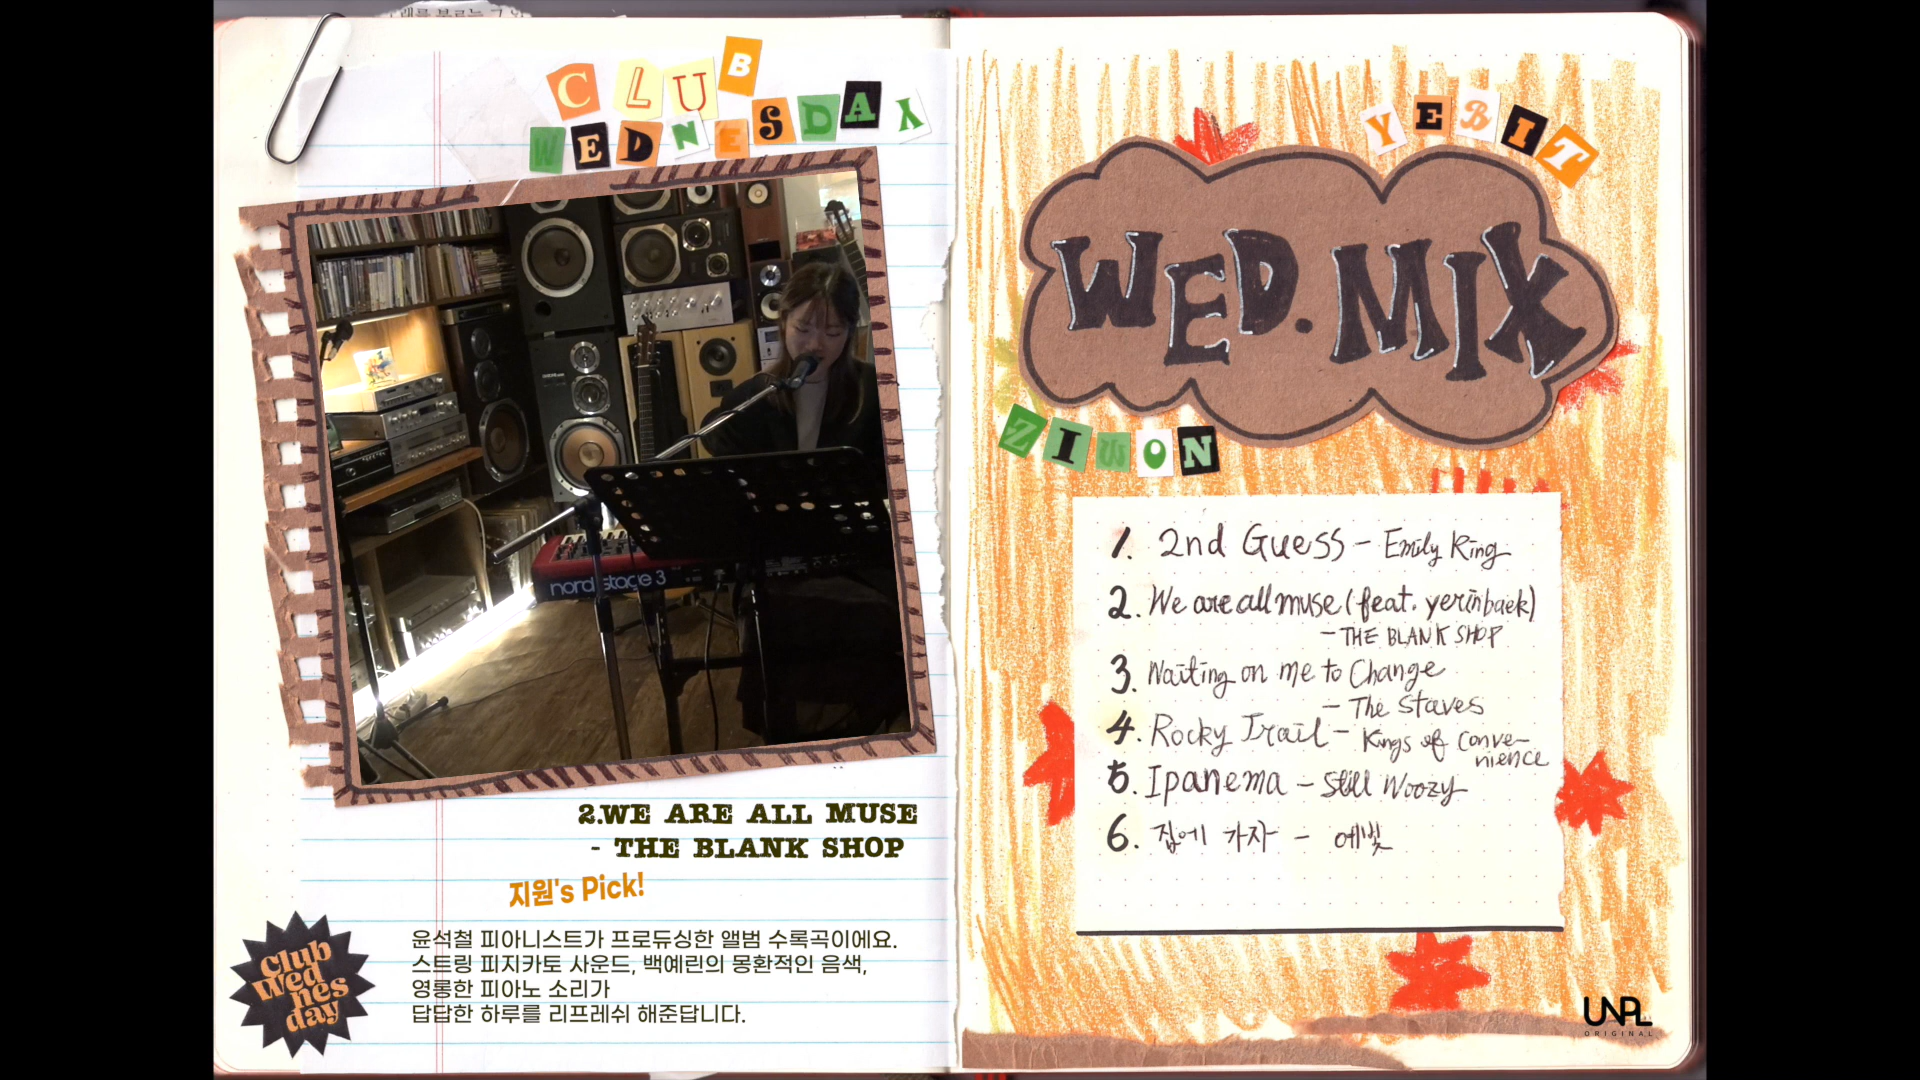 CLUB
WEDNESDAY
nord stage 3
2.WE ARE ALL MUSE
- THE BLANK SHOP
지원's Pick!
윤석철 피아니스트가 프로듀싱한 앨범 수록곡이에요.
스트링 피지카토 사운드, 백예린의 몽환적인 음색,
영롱한 피아노 소리가
답답한 하루를 리프레쉬 해준답니다.
Club
Wed
nes
day
YEBIT
WED. MIX
ZIWON
1. 2nd Guess - Emily King
2. We are all muse (feat. yerinbaek)
- THE BLANK SHOP
3. Waiting on me to Change
- The Staves
4. Rocky Trail - Kings of Conve-
nience
5. Ipanema - Still Woozy
6. 집에 가자 - 예빛
UNPL
ORIGINAL